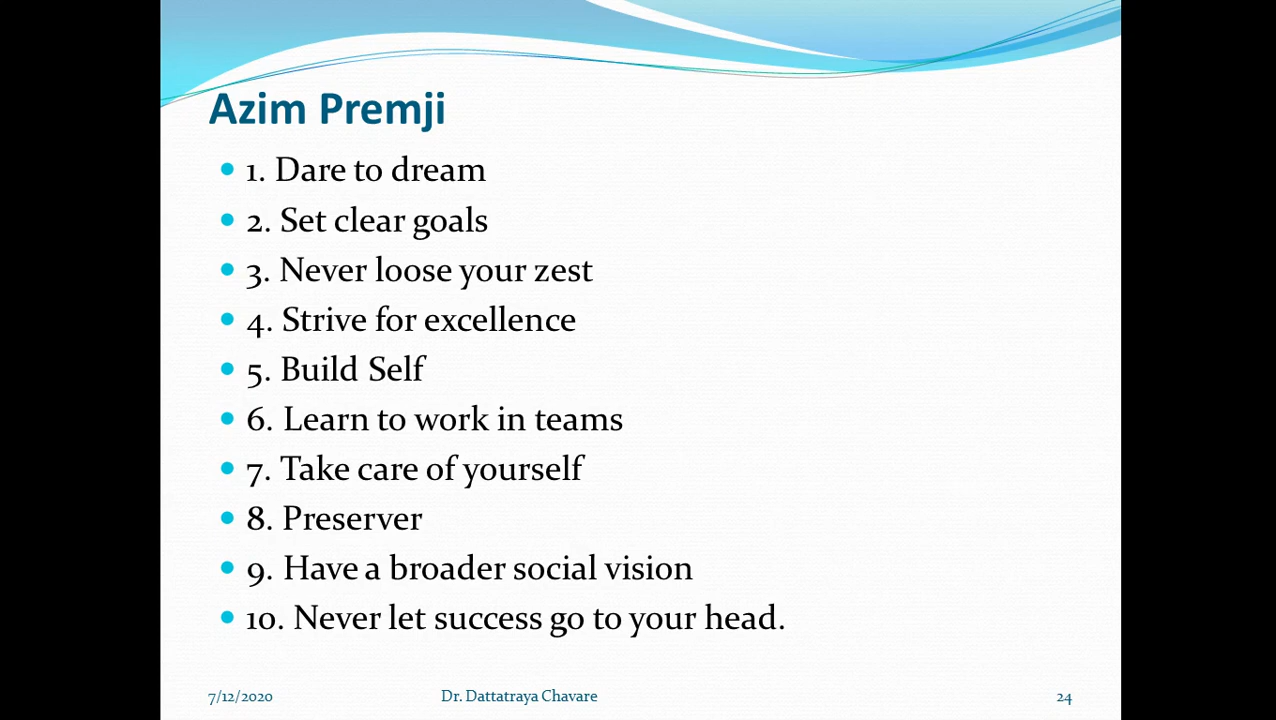 Azim Premji
1. Dare to dream
2. Set clear goals
3. Never loose your zest
4. Strive for excellence
5. Build Self
6. Learn to work in teams
7. Take care of yourself
8. Preserver
9. Have a broader social vision
10. Never let success go to your head.
7/12/2020
Dr. Dattatraya Chavare
24